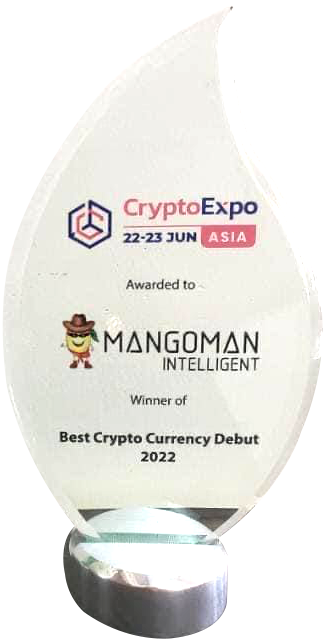 CryptoExpo
22-23 JUN ASIA
Awarded to
MANGOMAN
INTELLIGENT
Winner of
Best Crypto Currency Debut
2022